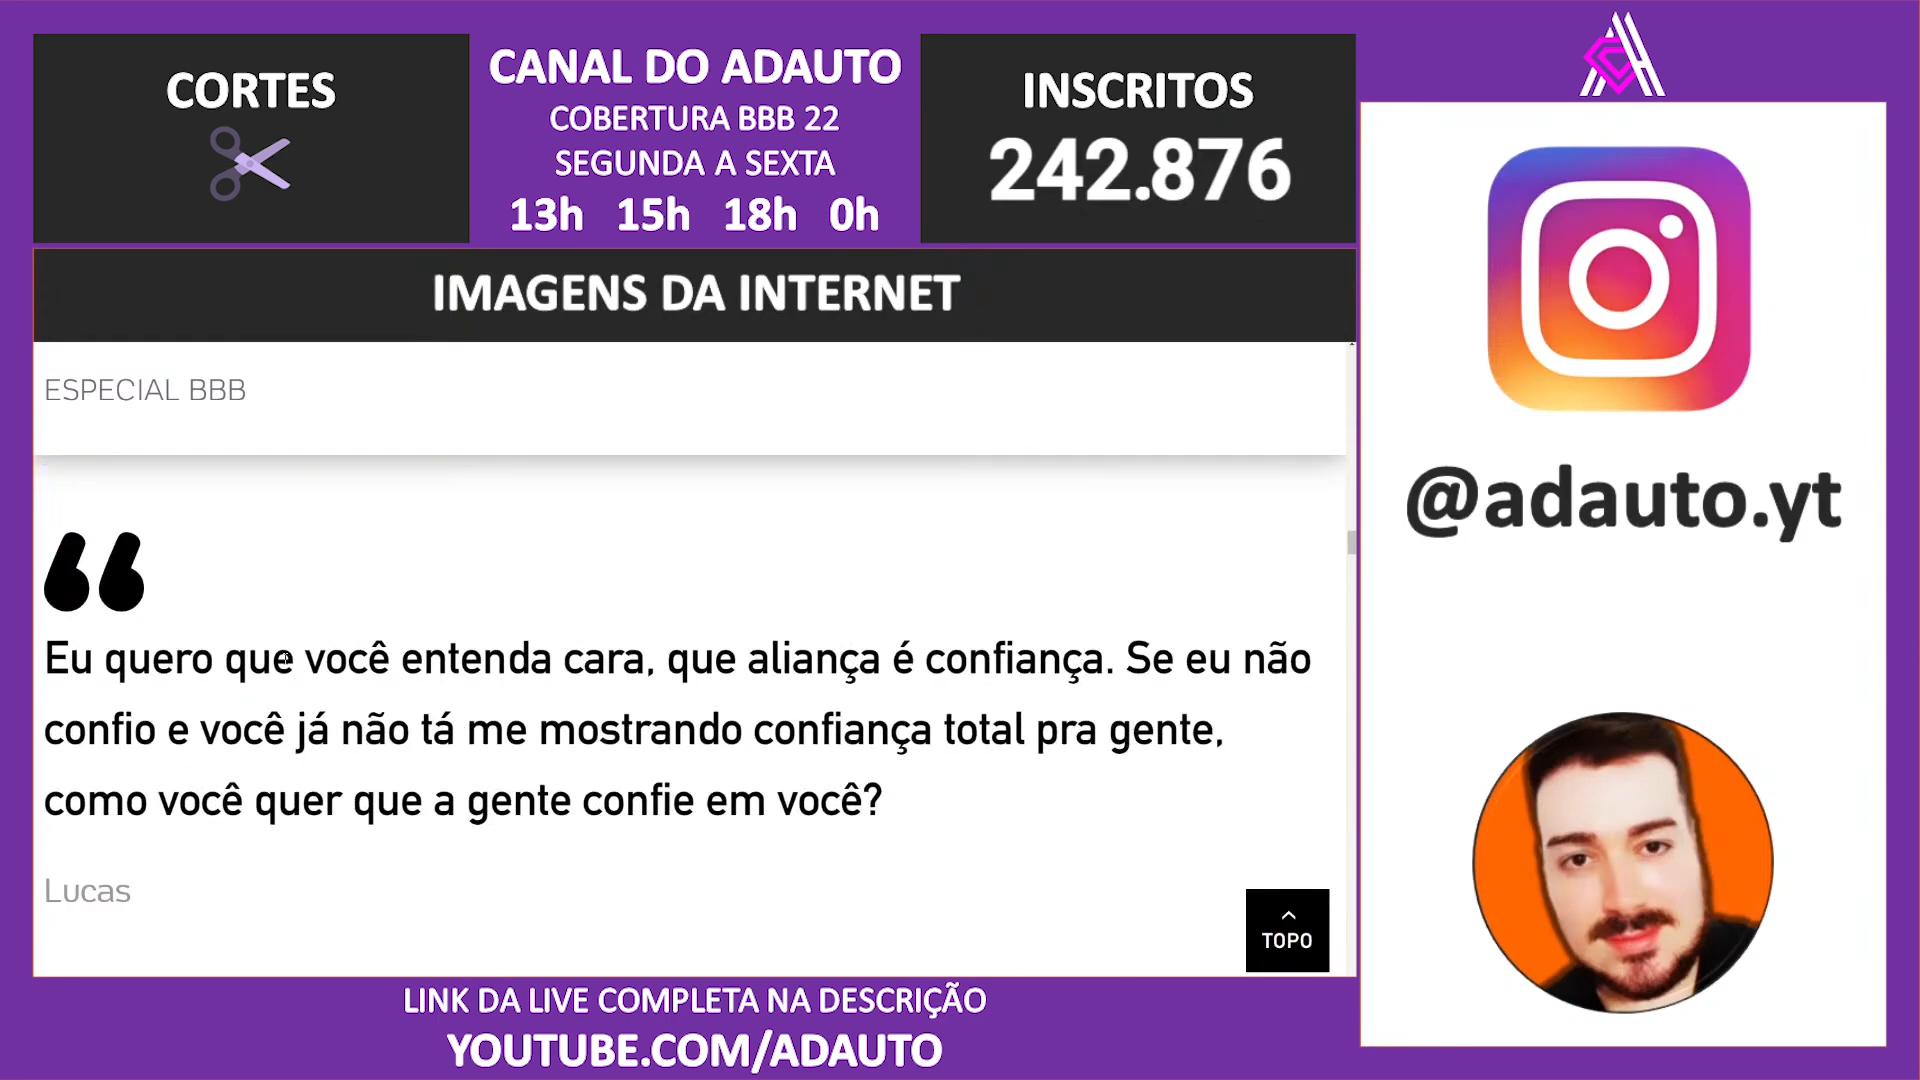 CORTES
CANAL DO ADAUTO
COBERTURA BBB 22
SEGUNDA A SEXTA
13h 15h 18h 0h
INSCRITOS
242.876
IMAGENS DA INTERNET
ESPECIAL BBB
“
Eu quero que você entenda cara, que aliança é confiança. Se eu não
confio e você já não tá me mostrando confiança total pra gente,
como você quer que a gente confie em você?
Lucas
TOPO
@adauto.yt
LINK DA LIVE COMPLETA NA DESCRIÇÃO
YOUTUBE.COM/ADAUTO